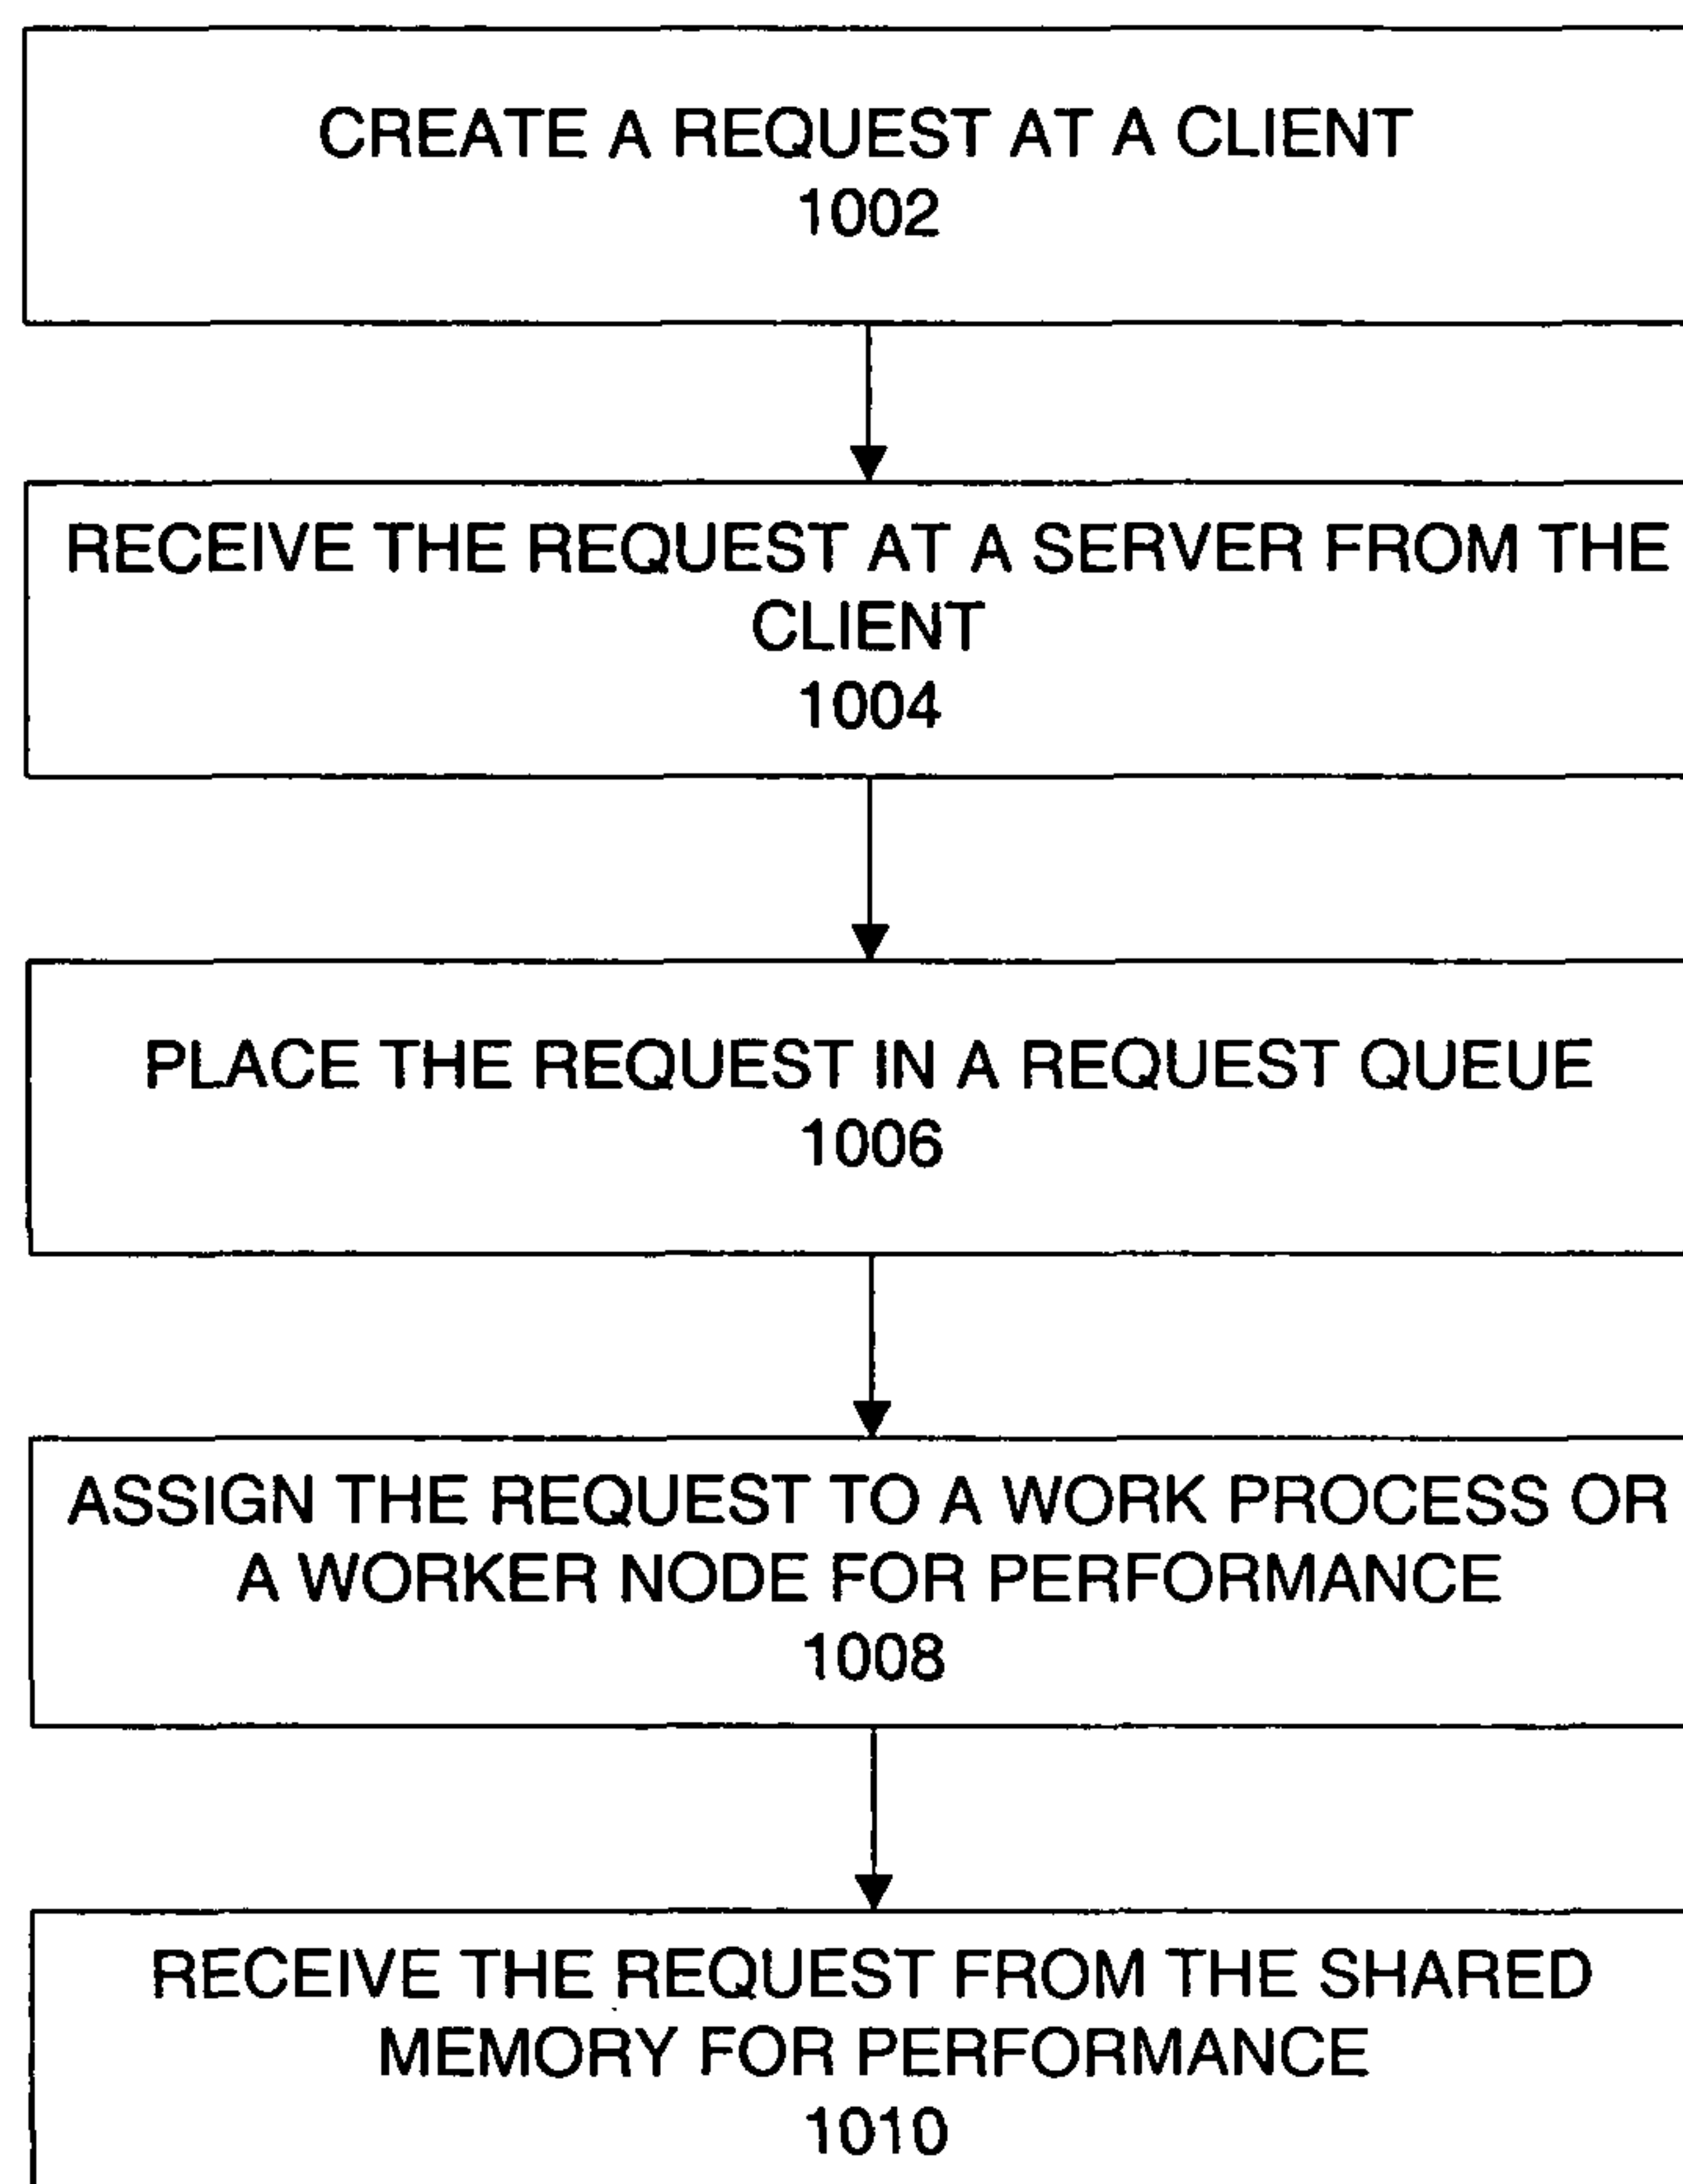 CREATE A REQUEST AT A CLIENT
1002
RECEIVE THE REQUEST AT A SERVER FROM THE
CLIENT
1004
PLACE THE REQUEST IN A REQUEST QUEUE
1006
ASSIGN THE REQUEST TO A WORK PROCESS OR
A WORKER NODE FOR PERFORMANCE
1008
RECEIVE THE REQUEST FROM THE SHARED
MEMORY FOR PERFORMANCE
1010